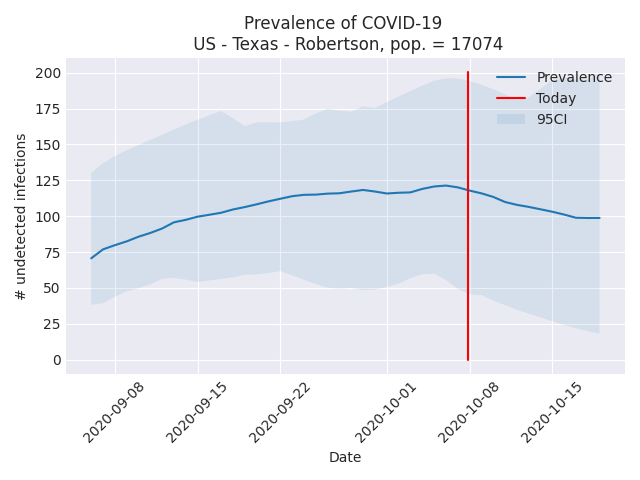 Prevalence of COVID-19
US - Texas - Robertson, pop. = 17074
Prevalence
Today
95CI
# undetected infections
200
175
150
125
100
75
50
25
0
2020-09-08
2020-09-15
2020-09-22
2020-10-01
2020-10-08
2020-10-15
Date